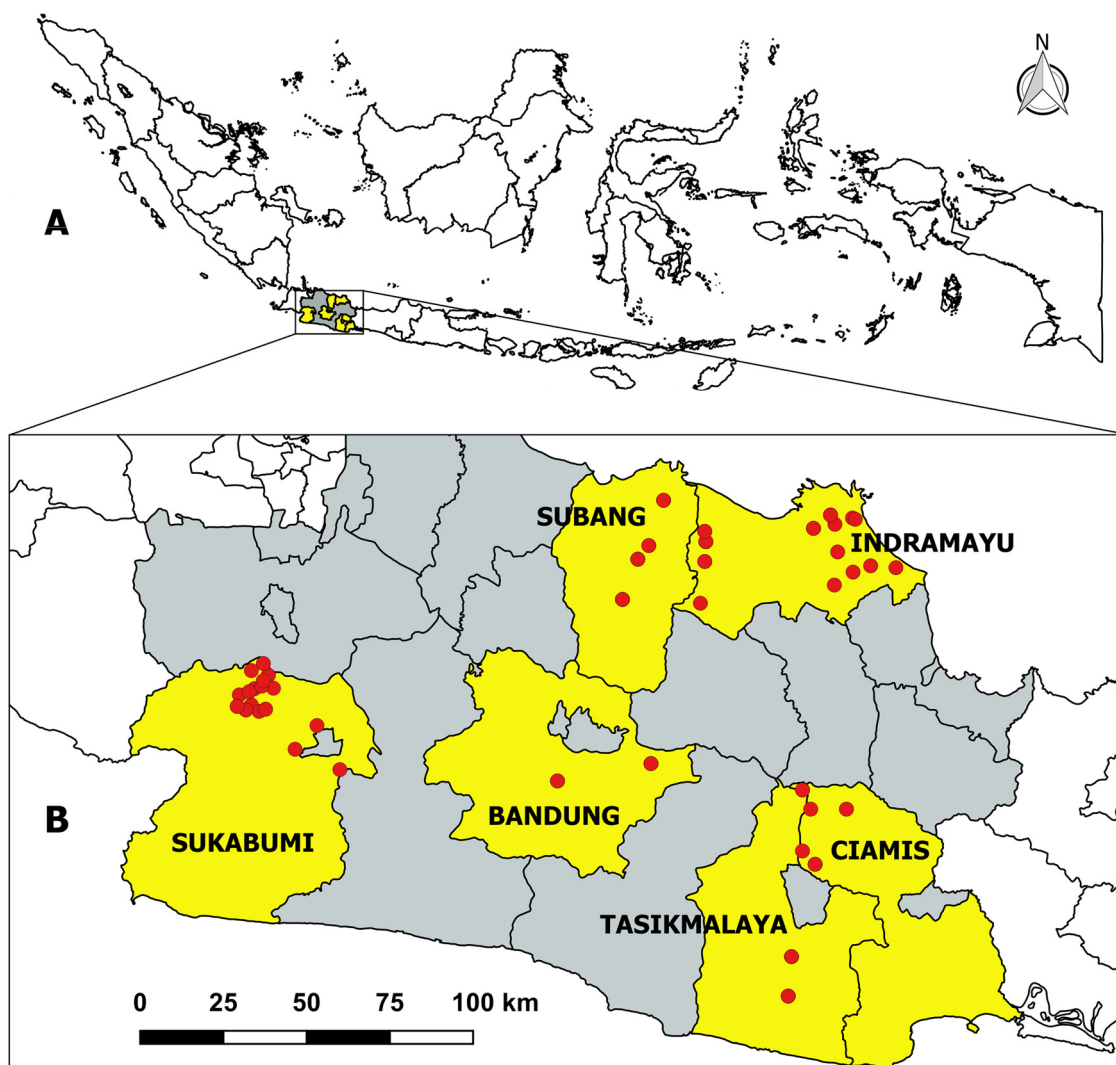 N
A
SUBANG
INDRAMAYU
B
SUKABUMI
BANDUNG
CIAMIS
TASIKMALAYA
0 25 50 75 100 km